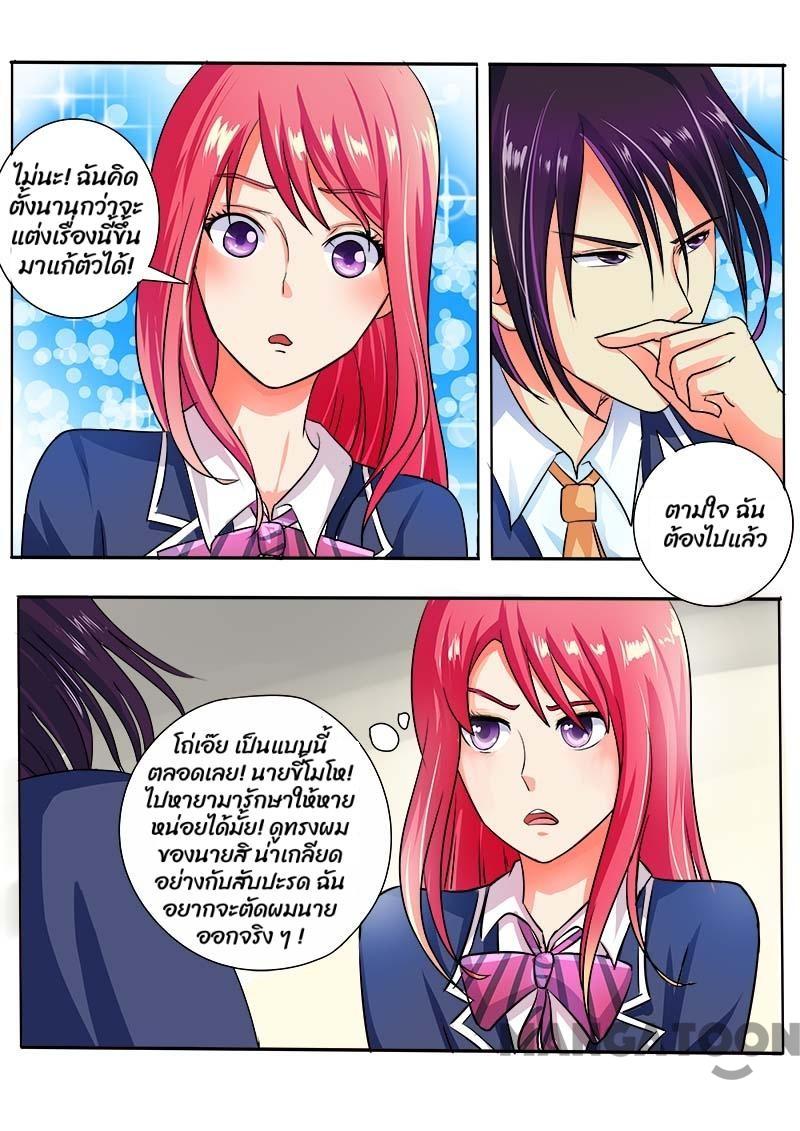 ไม่นะ! ฉันคิด
ตั้งนานกว่าจะ
แต่งเรื่องนี้ขึ้น
มาแก้ตัวได้!
ตามใจ ฉัน
ต้องไปแล้ว
โถ่เอ๊ย เป็นแบบนี้
ตลอดเลย! นายขี้โมโห!
ไปหายามารักษาให้หาย
หน่อยได้มั้ย! ดูทรงผม
ของนายสิ น่าเกลียด
อย่างกับสับปะรด ฉัน
อยากจะตัดผมนาย
ออกจริง ๆ !
MANGATOON